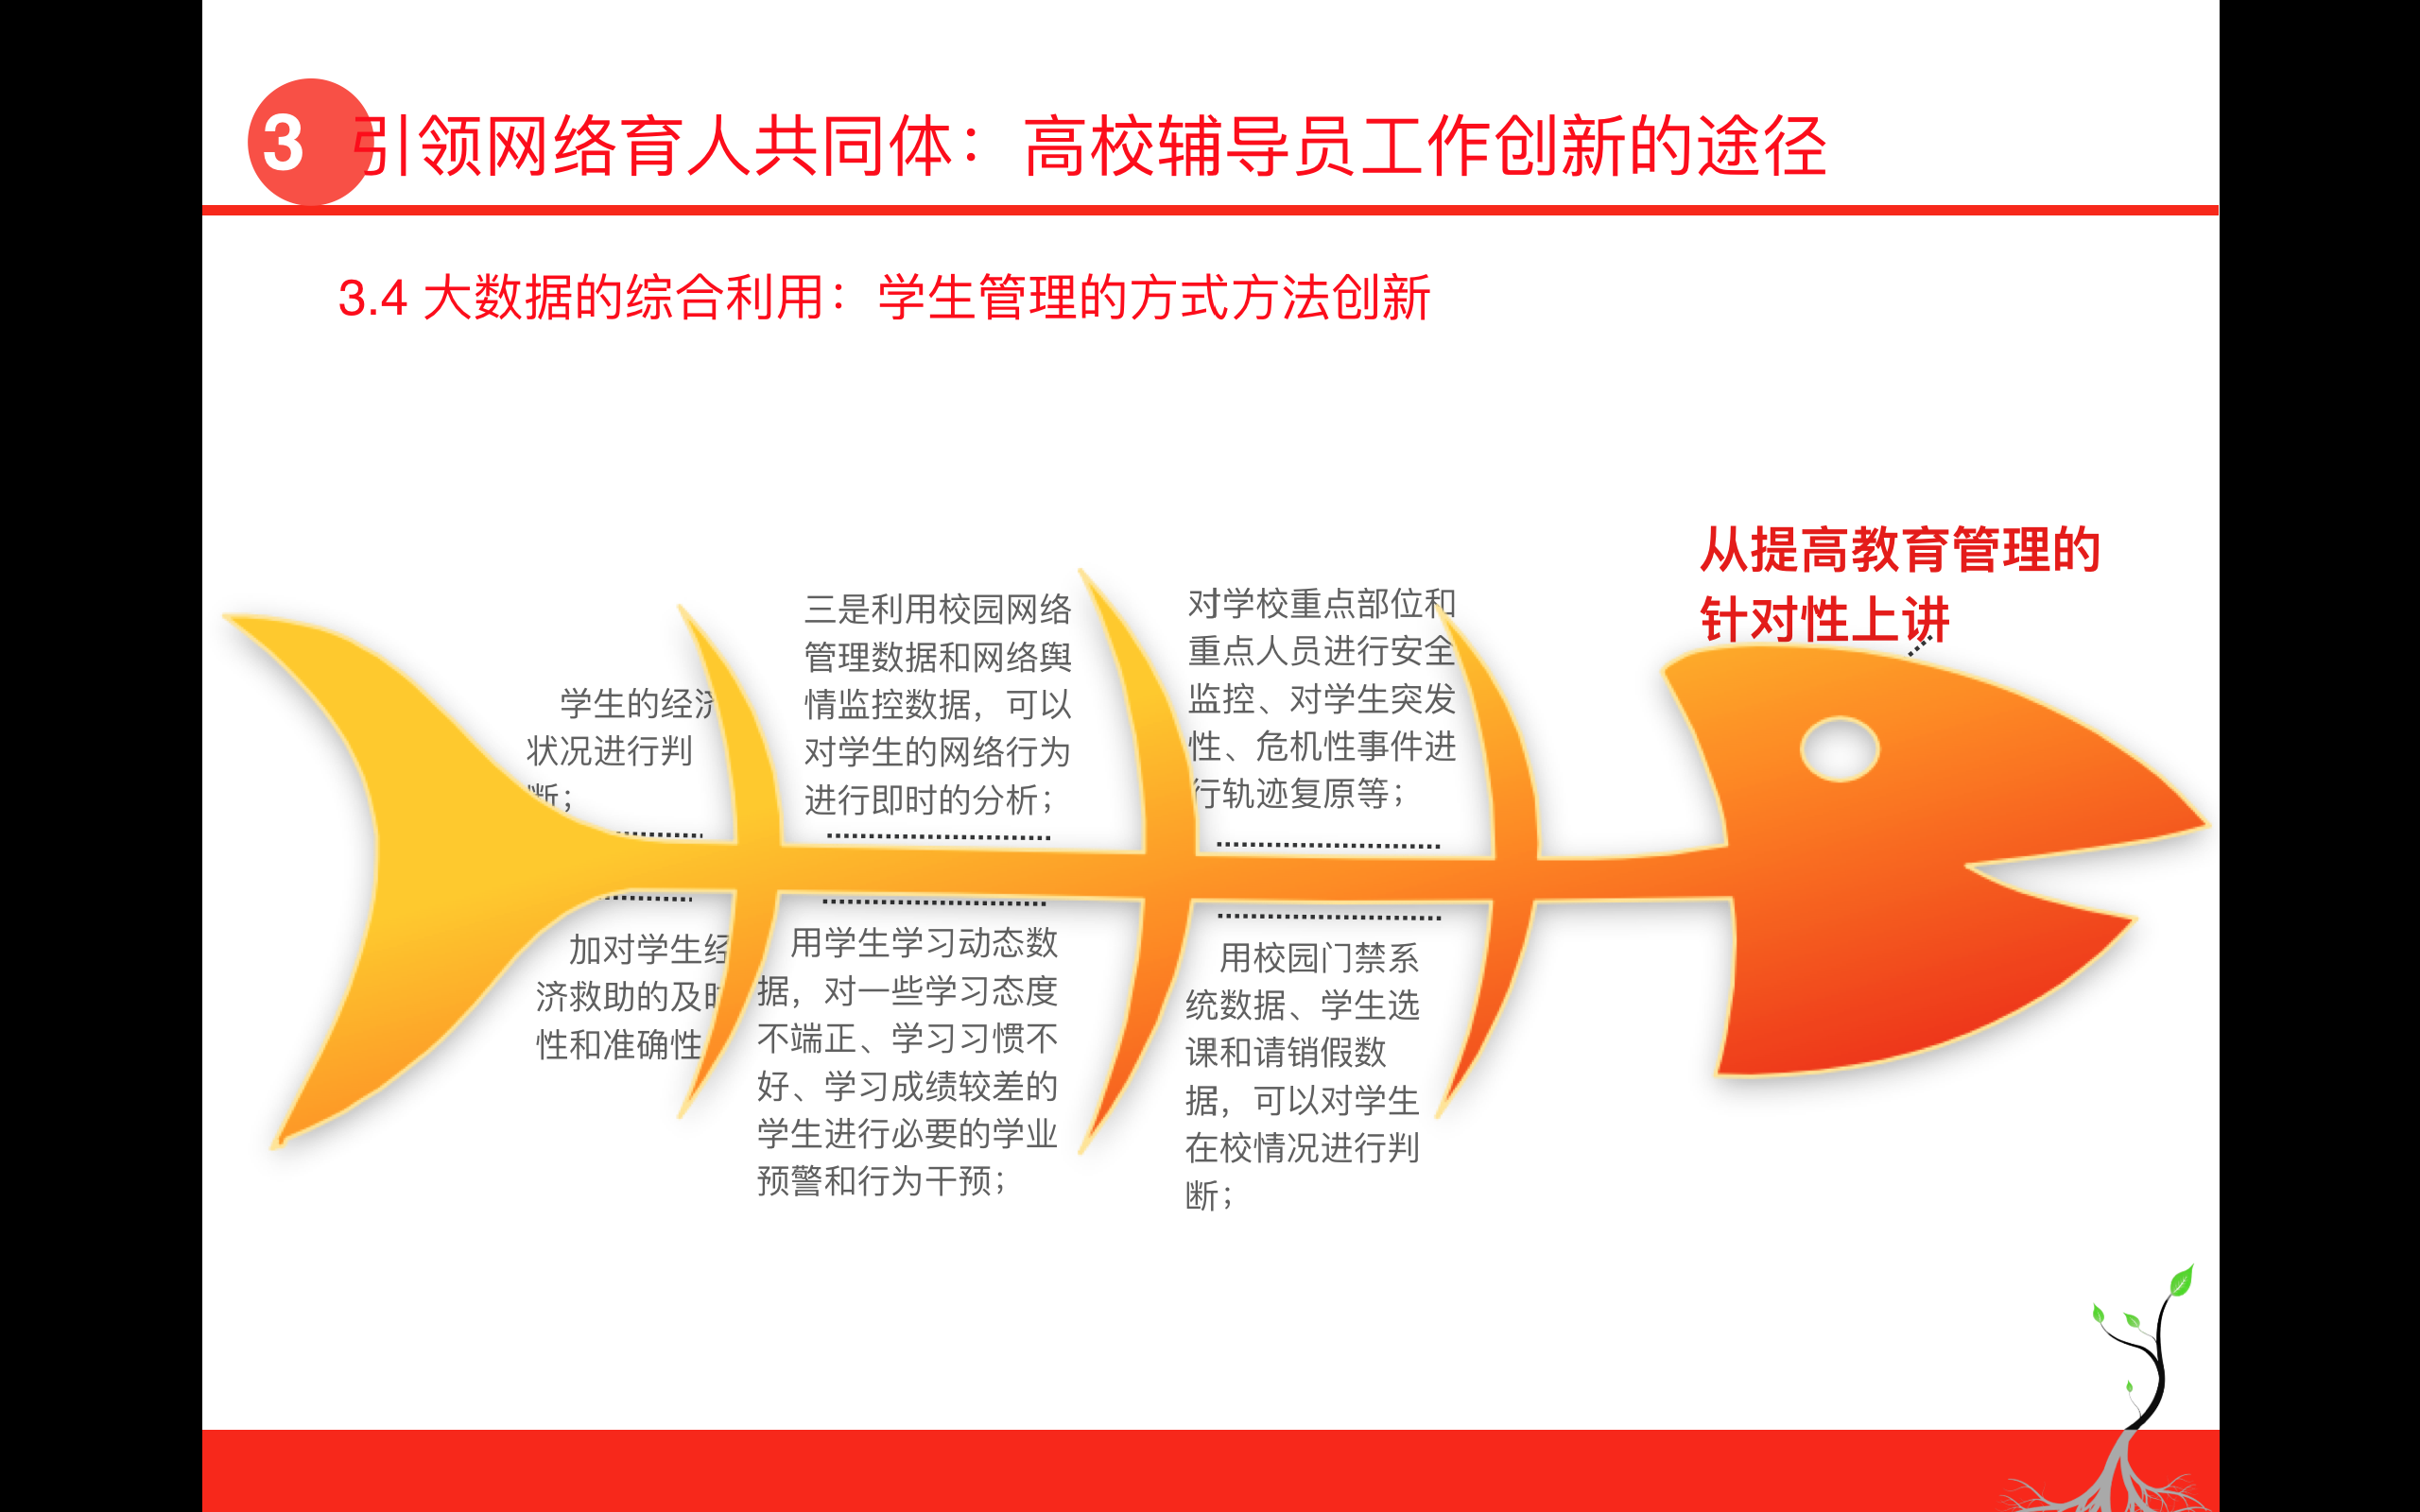 3
引领网络育人共同体：高校辅导员工作创新的途径
3.4 大数据的综合利用：学生管理的方式方法创新
从提高教育管理的
针对性上讲
学生的经济
状况进行判
断；
三是利用校园网络
管理数据和网络舆
情监控数据，可以
对学生的网络行为
进行即时的分析；
对学校重点部位和
重点人员进行安全
监控、对学生突发
性、危机性事件进
行轨迹复原等；
加对学生经
济救助的及时
性和准确性
用学生学习动态数
据，对一些学习态度
不端正、学习习惯不
好、学习成绩较差的
学生进行必要的学业
预警和行为干预；
用校园门禁系
统数据、学生选
课和请销假数
据，可以对学生
在校情况进行判
断；